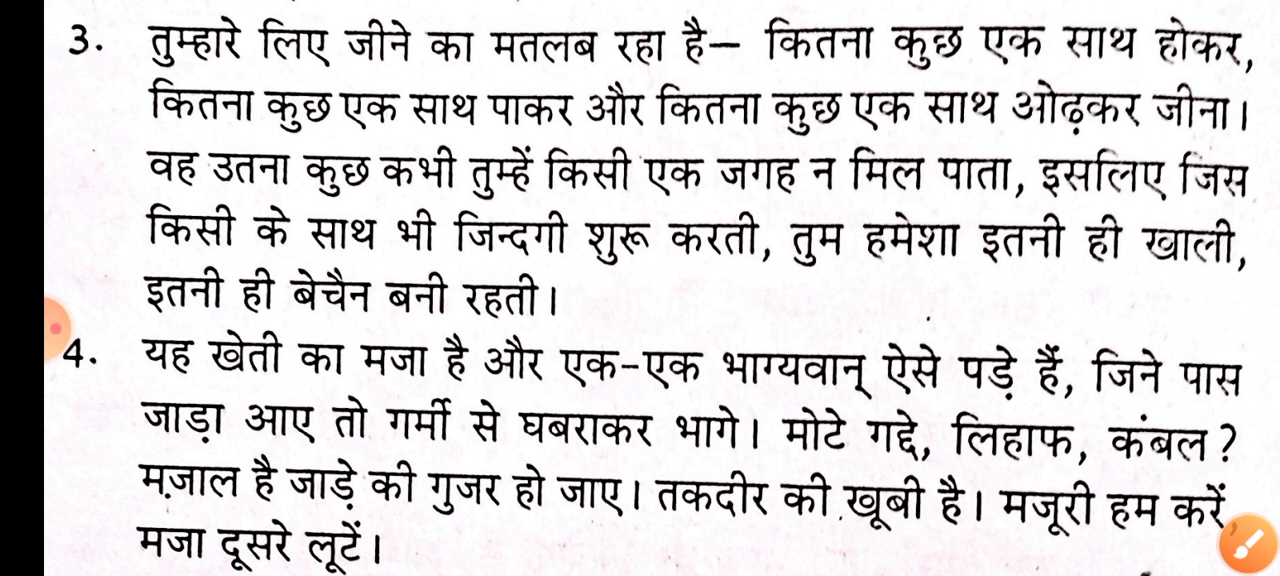 3. तुम्हारे लिए जीने का मतलब रहा है– कितना कुछ एक साथ होकर,
कितना कुछ एक साथ पाकर और कितना कुछ एक साथ ओढ़कर जीना।
वह उतना कुछ कभी तुम्हें किसी एक जगह न मिल पाता, इसलिए जिस
किसी के साथ भी जिन्दगी शुरू करती, तुम हमेशा इतनी ही खाली,
इतनी ही बेचैन बनी रहती।
4. यह खेती का मजा है और एक-एक भाग्यवान् ऐसे पड़े हैं, जिने पास
जाड़ा आए तो गर्मी से घबराकर भागे। मोटे गद्दे, लिहाफ, कंबल?
मज़ाल है जाड़े की गुजर हो जाए। तकदीर की खूबी है। मजूरी हम करें,
मजा दूसरे लूटें।